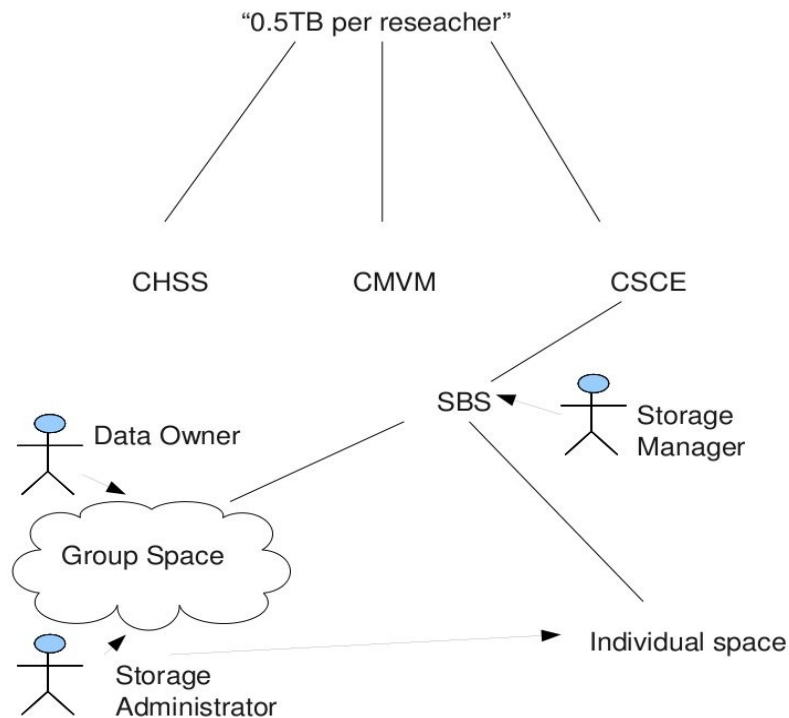 “0.5TB per reseacher”
CHSS
CMVM
CSCE
SBS
Storage
Manager
Data Owner
Group Space
Individual space
Storage
Administrator